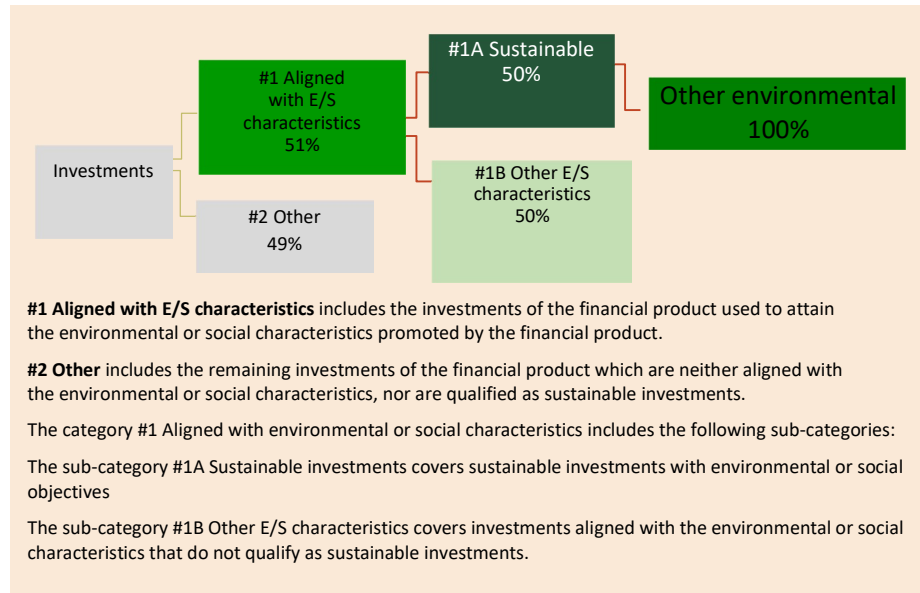 Investments
#1 Aligned
with E/S
characteristics
51%
#2 Other
49%
#1A Sustainable
50%
#1B Other E/S
characteristics
50%
Other environmental
100%
#1 Aligned with E/S characteristics includes the investments of the financial product used to attain
the environmental or social characteristics promoted by the financial product.
#2 Other includes the remaining investments of the financial product which are neither aligned with
the environmental or social characteristics, nor are qualified as sustainable investments.
The category #1 Aligned with environmental or social characteristics includes the following sub-categories:
The sub-category #1A Sustainable investments covers sustainable investments with environmental or social
objectives
The sub-category #1B Other E/S characteristics covers investments aligned with the environmental or social
characteristics that do not qualify as sustainable investments.